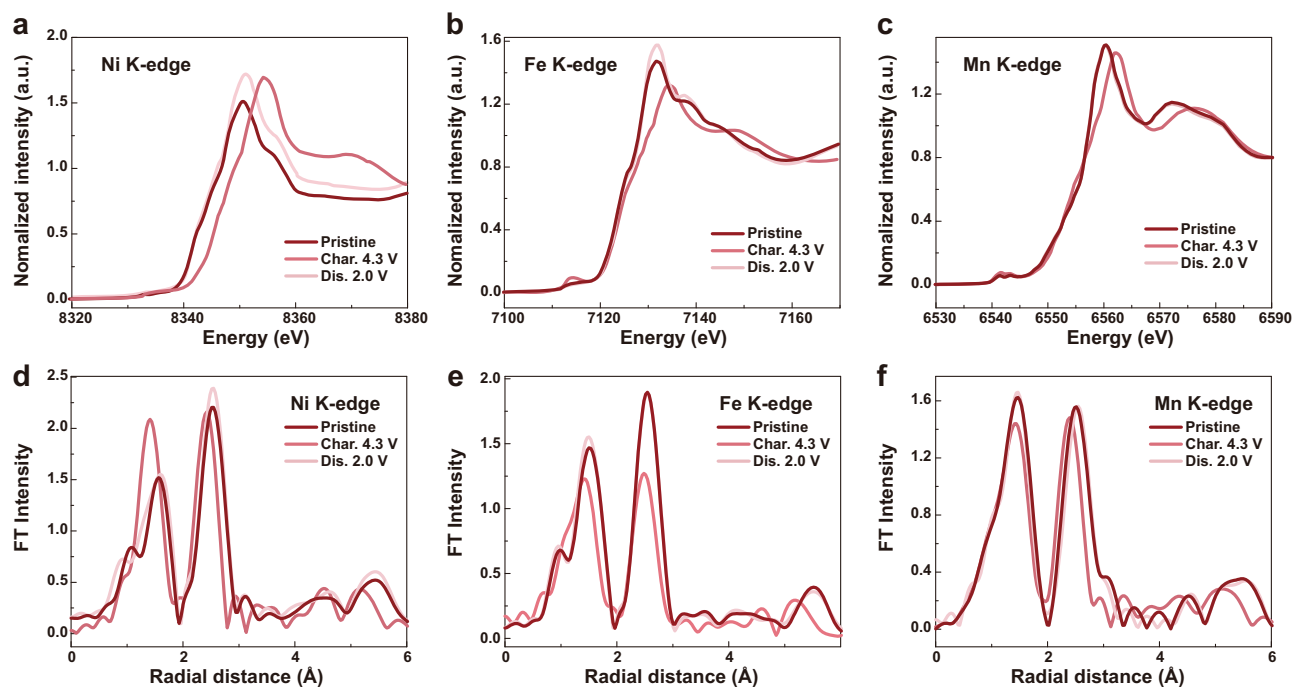 a
Ni K-edge
Normalized intensity (a.u.)
2.0
1.5
1.0
0.5
0.0
Pristine
Char. 4.3 V
Dis. 2.0 V
8320 8340 8360 8380
Energy (eV)
b
Fe K-edge
Normalized intensity (a.u.)
1.6
1.2
0.8
0.4
0.0
Pristine
Char. 4.3 V
Dis. 2.0 V
7100 7120 7140 7160
Energy (eV)
c
Mn K-edge
Normalized intensity (a.u.)
1.2
0.8
0.4
0.0
Pristine
Char. 4.3 V
Dis. 2.0 V
6530 6540 6550 6560 6570 6580 6590
Energy (eV)
d
Ni K-edge
Pristine
Char. 4.3 V
Dis. 2.0 V
FT Intensity
2.5
2.0
1.5
1.0
0.5
0.0
0 2 4 6
Radial distance (Å)
e
Fe K-edge
Pristine
Char. 4.3 V
Dis. 2.0 V
FT Intensity
2.0
1.5
1.0
0.5
0.0
0 2 4 6
Radial distance (Å)
f
Mn K-edge
Pristine
Char. 4.3 V
Dis. 2.0 V
FT Intensity
1.6
1.2
0.8
0.4
0.0
0 2 4 6
Radial distance (Å)